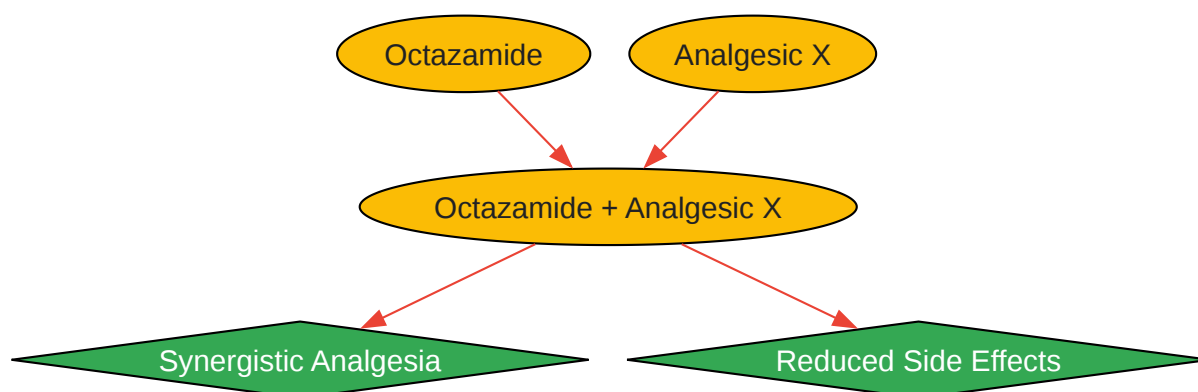 Octazamide
Analgesic X
Octazamide + Analgesic X
Synergistic Analgesia
Reduced Side Effects